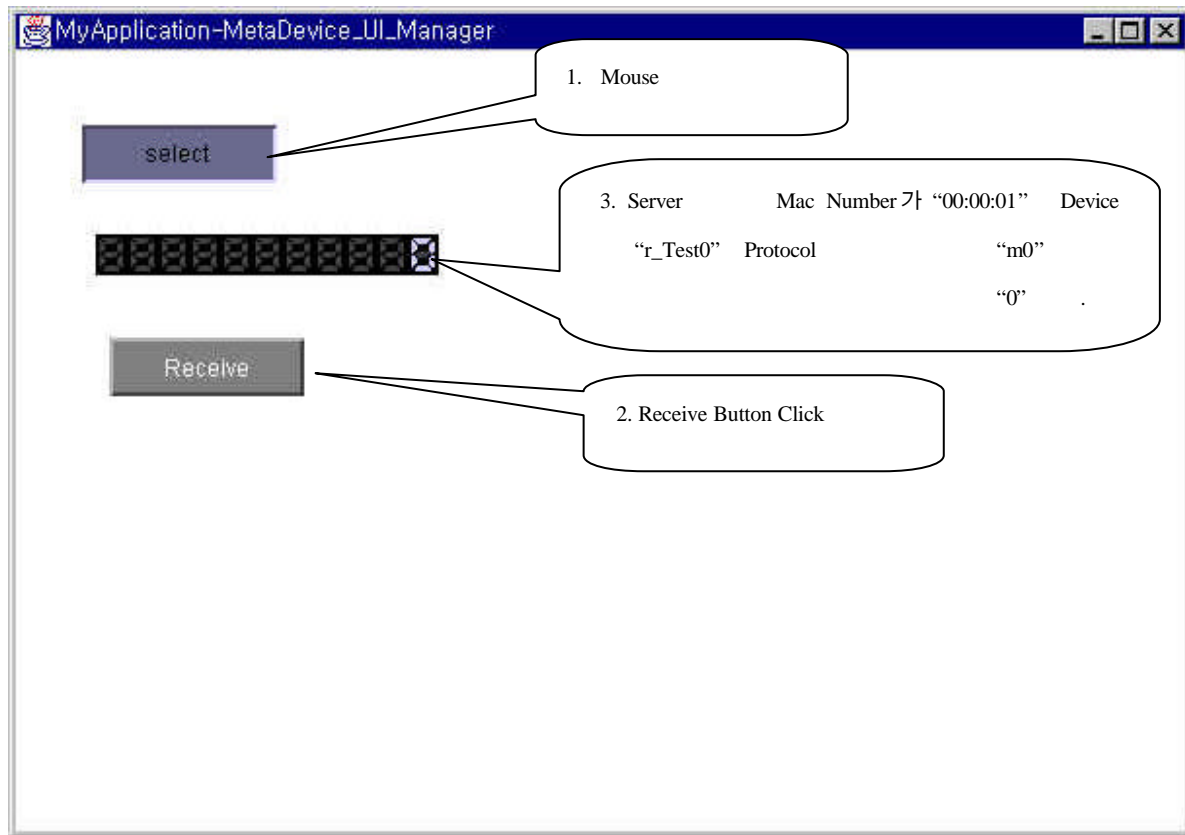 MyApplication-MetaDevice_UI_Manager
1. Mouse
select
3. Server Mac Number가 “00:00:01” Device
“r_Test0” Protocol “m0”
“0” .
Receive
2. Receive Button Click